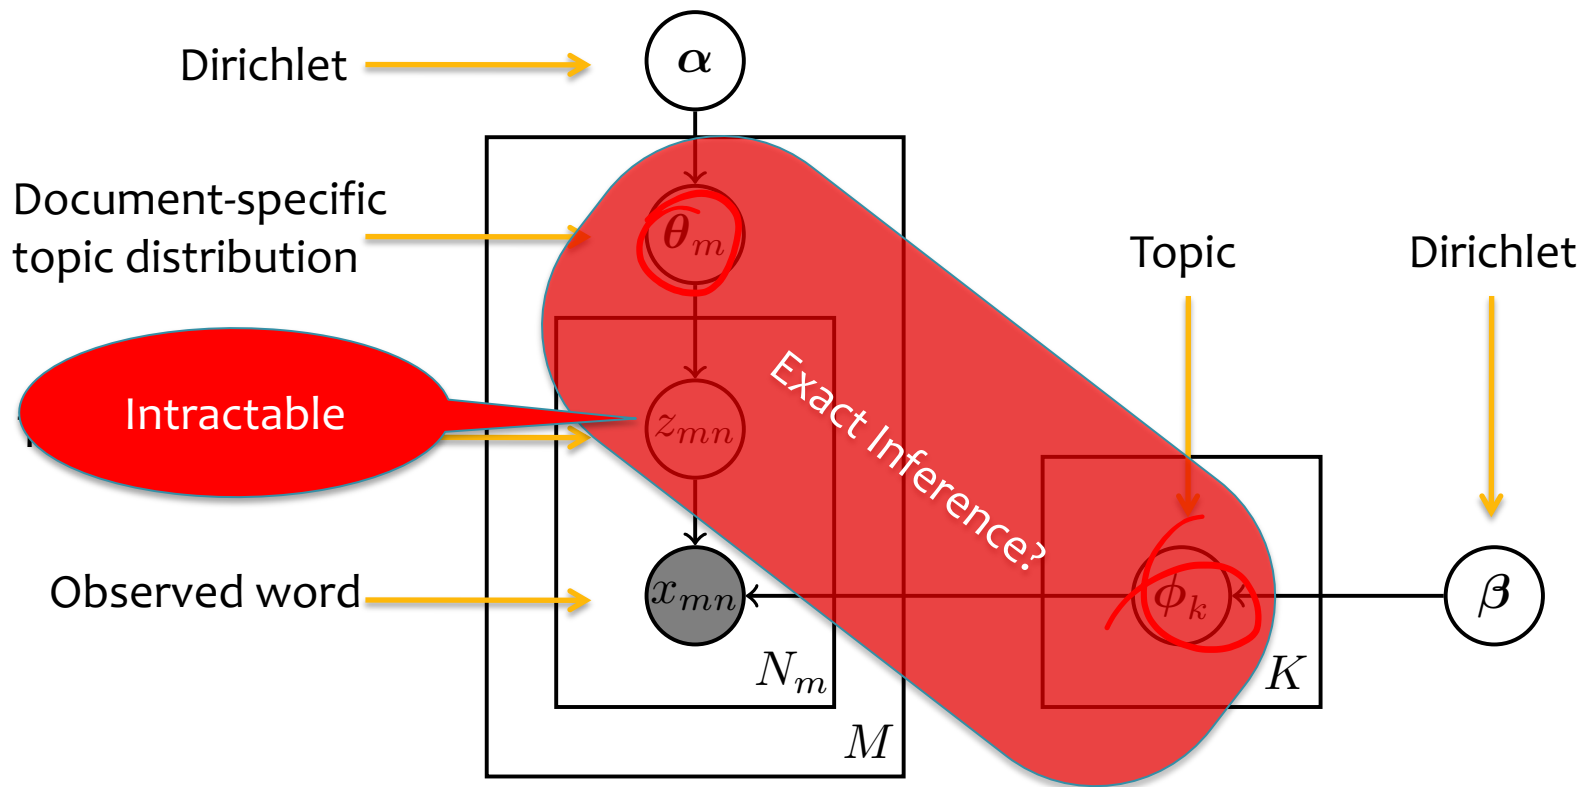 Dirichlet
α
Document-specific
topic distribution
θₘ
Topic
Dirichlet
Intractable
zₘₙ
Exact Inference?
Observed word
xₘₙ
ϕₖ
β
Nₘ
K
M